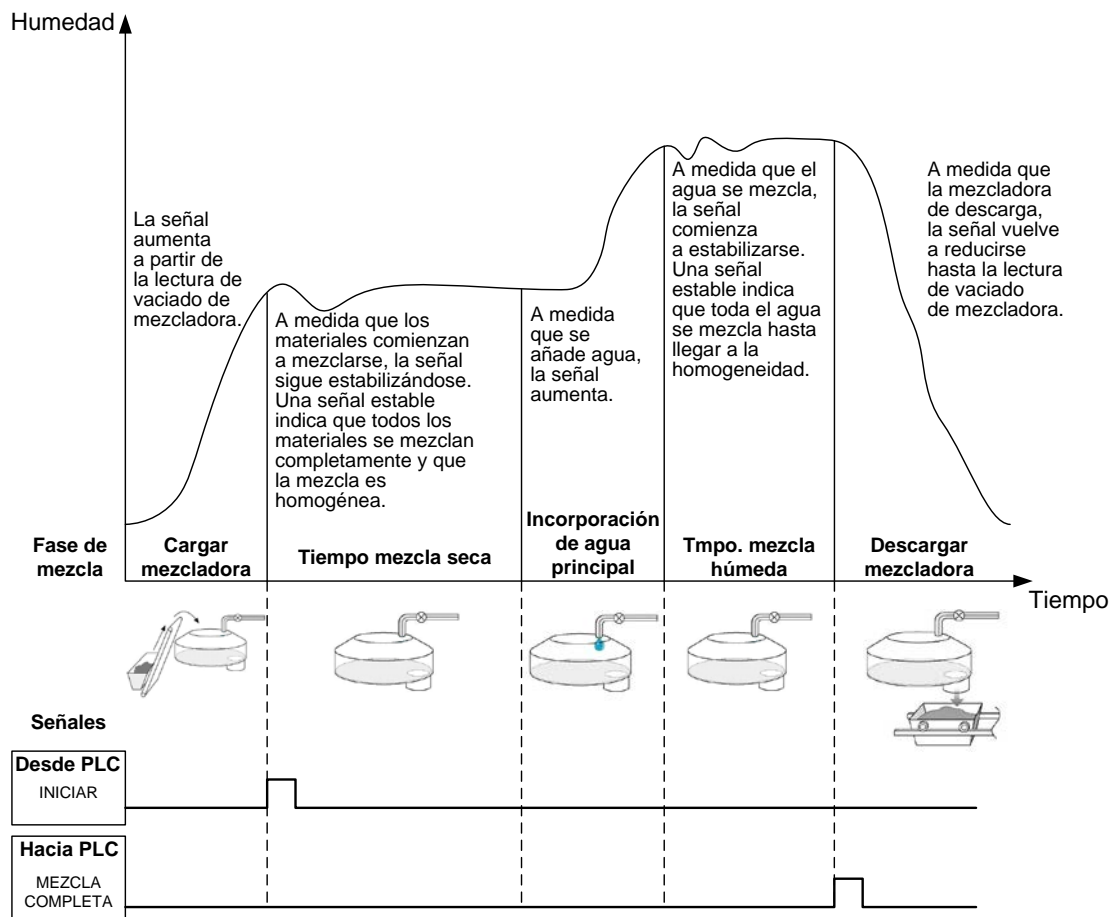 Humedad
La señal
aumenta
a partir de
la lectura de
vaciado de
mezcladora.
A medida que los
materiales comienzan
a mezclarse, la señal
sigue estabilizándose.
Una señal estable
indica que todos los
materiales se mezclan
completamente y que
la mezcla es
homogénea.
A medida
que se
añade agua,
la señal
aumenta.
A medida que el
agua se mezcla,
la señal
comienza
a estabilizarse.
Una señal
estable indica
que toda el agua
se mezcla hasta
llegar a la
homogeneidad.
A medida que
la mezcladora
de descarga,
la señal vuelve
a reducirse
hasta la lectura
de vaciado
de mezcladora.
Fase de
mezcla
Cargar
mezcladora
Tiempo mezcla seca
Incorporación
de agua
principal
Tmpo. mezcla
húmeda
Descargar
mezcladora
Tiempo
Señales
Desde PLC
INICIAR
Hacia PLC
MEZCLA
COMPLETA